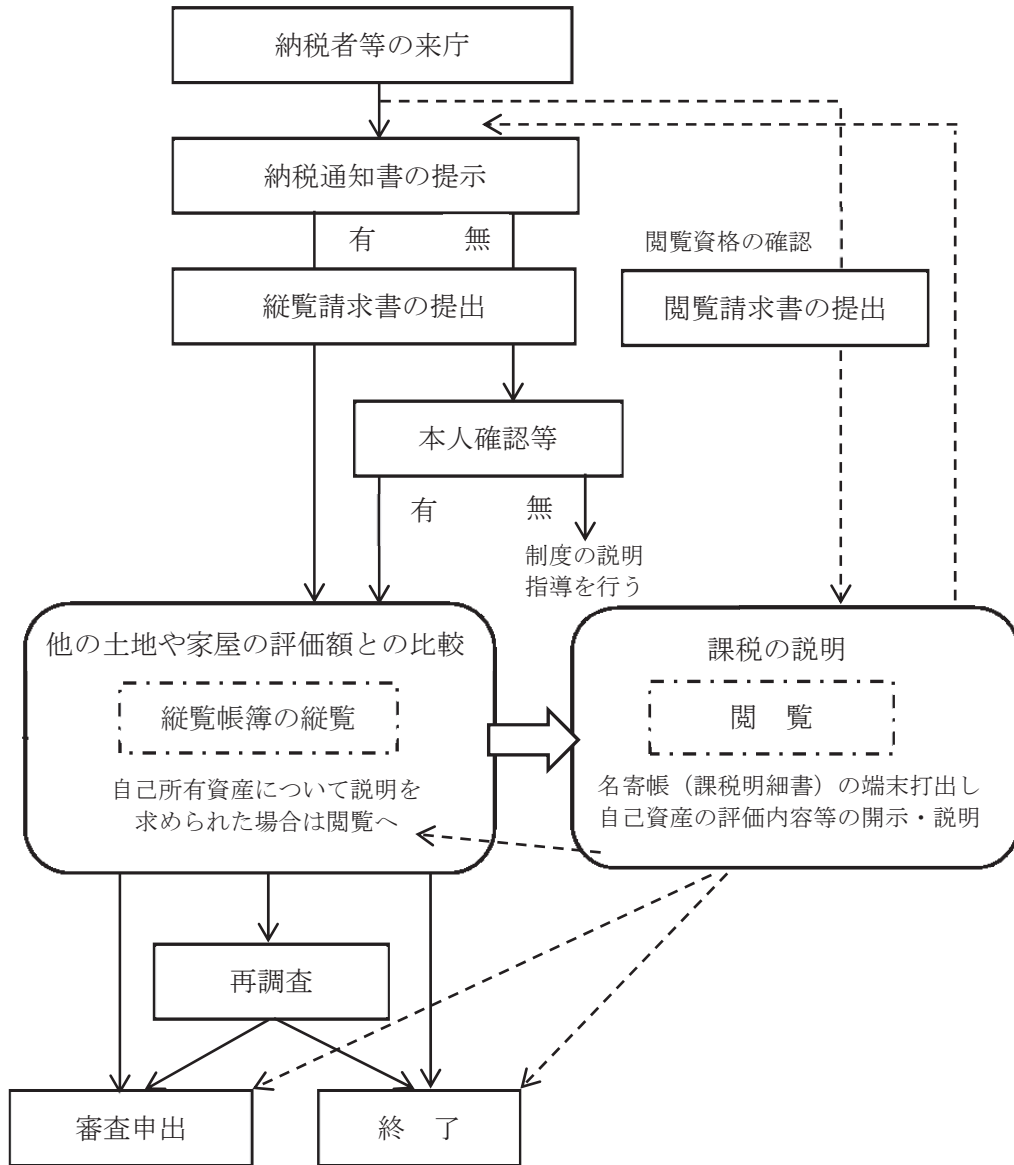 納税者等の来庁
納税通知書の提示
有　無
閲覧資格の確認
縦覧請求書の提出
閲覧請求書の提出
本人確認等
有　無
制度の説明
指導を行う
他の土地や家屋の評価額との比較
縦覧帳簿の縦覧
自己所有資産について説明を
求められた場合は閲覧へ
課税の説明
閲　覧
名寄帳（課税明細書）の端末打出し
自己資産の評価内容等の開示・説明
再調査
審査申出
終　了